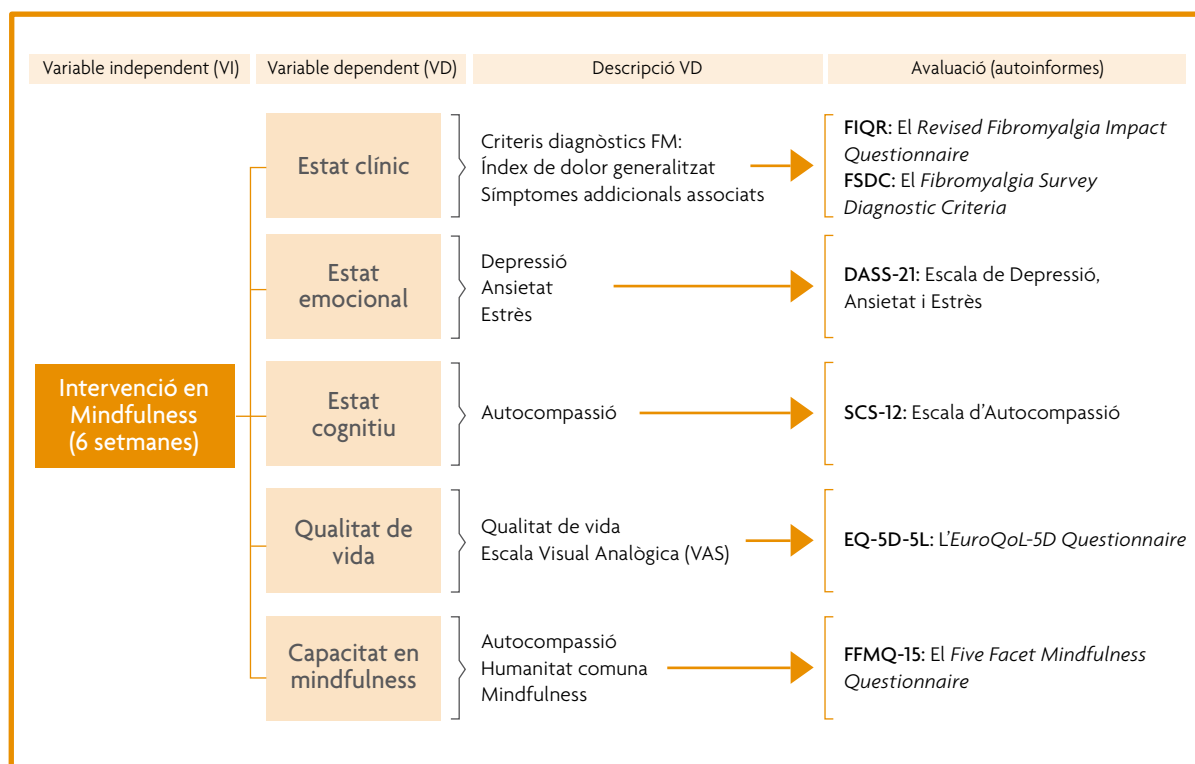 Variable independent (VI)
Variable dependent (VD)
Descripció VD
Avaluació (autoinformes)
Intervenció en
Mindfulness
(6 setmanes)
Estat clínic
Criteris diagnòstics FM:
Índex de dolor generalitzat
Símptomes addicionals associats
FIQR: El Revised Fibromyalgia Impact
Questionnaire
FSDC: El Fibromyalgia Survey
Diagnostic Criteria
Estat
emocional
Depressió
Ansietat
Estrès
DASS-21: Escala de Depressió,
Ansietat i Estrès
Estat
cognitiu
Autocompassió
SCS-12: Escala d’Autocompassió
Qualitat de
vida
Qualitat de vida
Escala Visual Analògica (VAS)
EQ-5D-5L: L’EuroQoL-5D Questionnaire
Capacitat en
mindfulness
Autocompassió
Humanitat comuna
Mindfulness
FFMQ-15: El Five Facet Mindfulness
Questionnaire